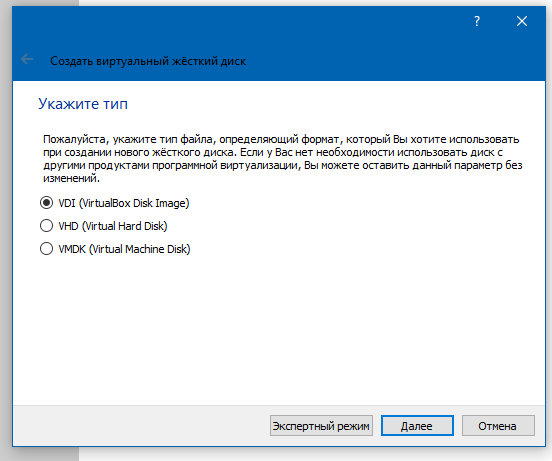 ?
Создать виртуальный жёсткий диск
Укажите тип
Пожалуйста, укажите тип файла, определяющий формат, который Вы хотите использовать
при создании нового жёсткого диска. Если у Вас нет необходимости использовать диск с
другими продуктами программной виртуализации, Вы можете оставить данный параметр без
изменений.
VDI (VirtualBox Disk Image)
VHD (Virtual Hard Disk)
VMDK (Virtual Machine Disk)
Экспертный режим Далее Отмена